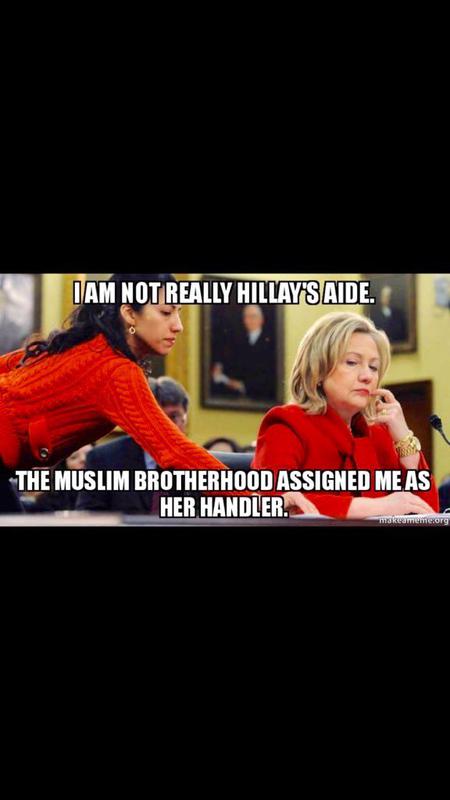 I AM NOT REALLY HILLAY'S AIDE.
THE MUSLIM BROTHERHOOD ASSIGNED ME AS
HER HANDLER.
makeameme.org